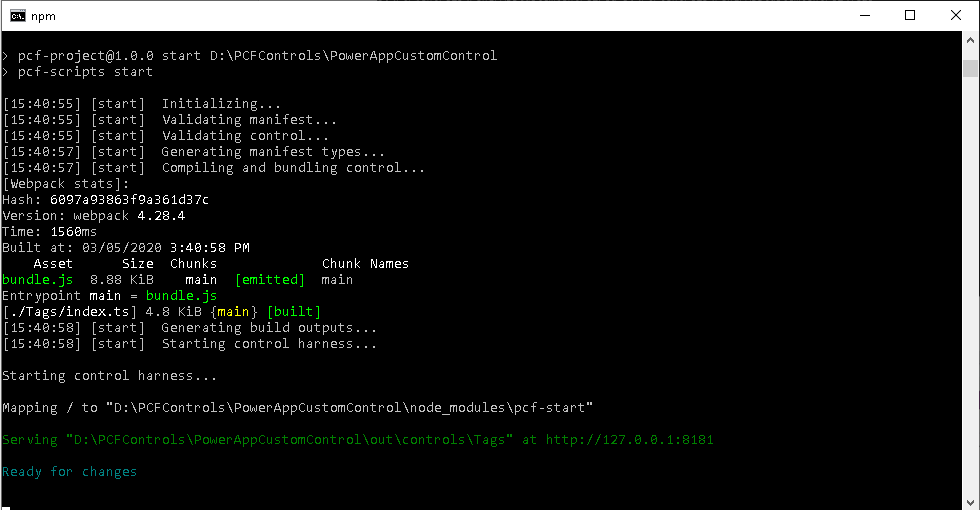 npm
> pcf-project@1.0.0 start D:\PCFControls\PowerAppCustomControl
> pcf-scripts start
[15:40:55] [start]  Initializing...
[15:40:55] [start]  Validating manifest...
[15:40:55] [start]  Validating control...
[15:40:57] [start]  Generating manifest types...
[15:40:57] [start]  Compiling and bundling control...
[Webpack stats]:
Hash: 6097a93863f9a361d37c
Version: webpack 4.28.4
Time: 1560ms
Built at: 03/05/2020 3:40:58 PM
    Asset      Size  Chunks             Chunk Names
bundle.js  8.88 KiB    main  [emitted]  main
Entrypoint main = bundle.js
[./Tags/index.ts] 4.8 KiB {main} [built]
[15:40:58] [start]  Generating build outputs...
[15:40:58] [start]  Starting control harness...
Starting control harness...
Mapping / to "D:\PCFControls\PowerAppCustomControl\node_modules\pcf-start"
Serving "D:\PCFControls\PowerAppCustomControl\out\controls\Tags" at http://127.0.0.1:8181
Ready for changes